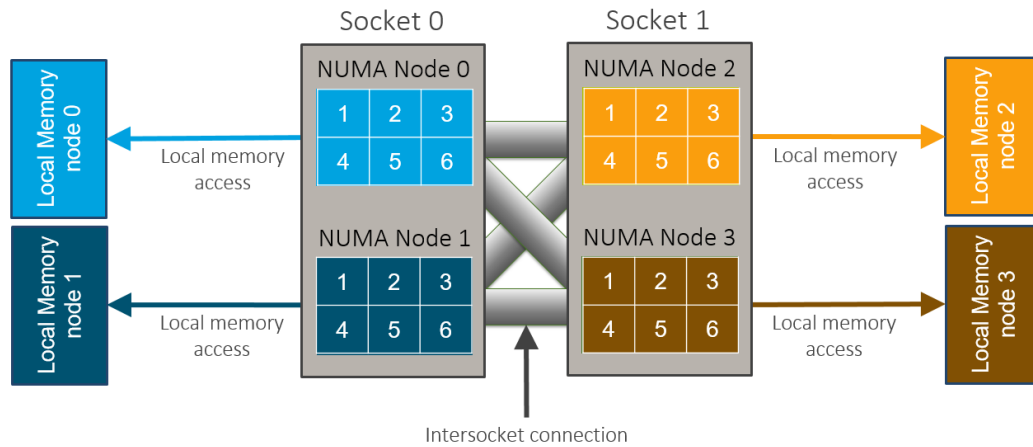 Socket 0
Socket 1
Local Memory
node 0
NUMA Node 0
1 2 3
4 5 6
Local memory
access
NUMA Node 2
1 2 3
4 5 6
Local memory
access
Local Memory
node 2
Local Memory
node 1
NUMA Node 1
1 2 3
4 5 6
Local memory
access
NUMA Node 3
1 2 3
4 5 6
Local memory
access
Local Memory
node 3
Intersocket connection